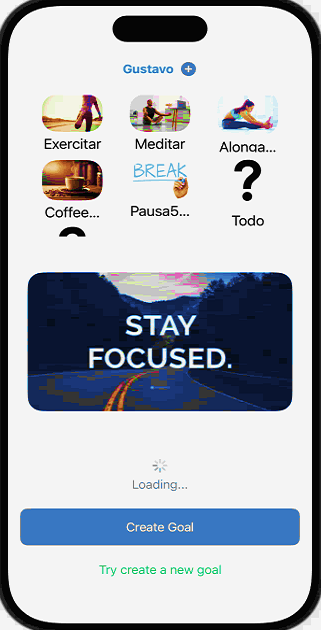 Gustavo
Exercitar Meditar Alonga...
BREAK
?
Coffee... Pausa5... Todo
STAY
FOCUSED.
Loading...
Create Goal
Try create a new goal